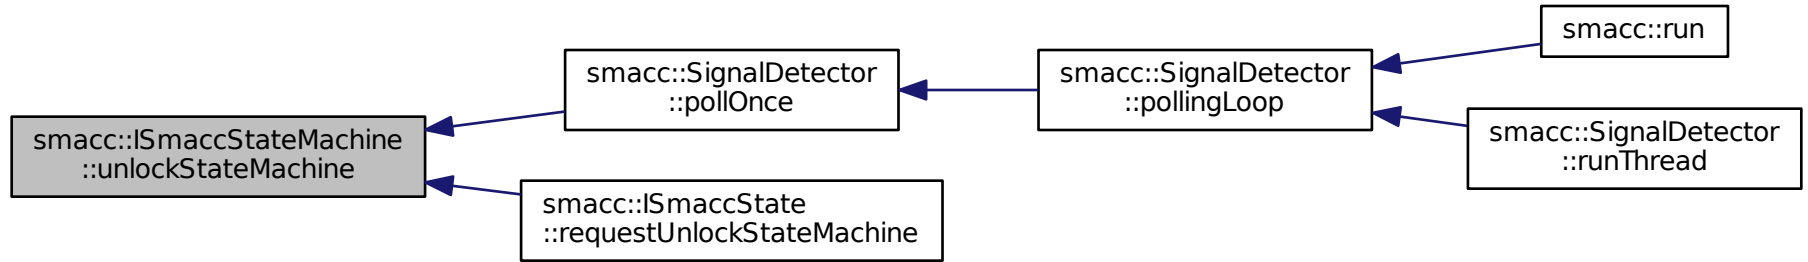 smacc::ISmaccStateMachine
::unlockStateMachine
smacc::SignalDetector
::pollOnce
smacc::ISmaccState
::requestUnlockStateMachine
smacc::SignalDetector
::pollingLoop
smacc::run
smacc::SignalDetector
::runThread